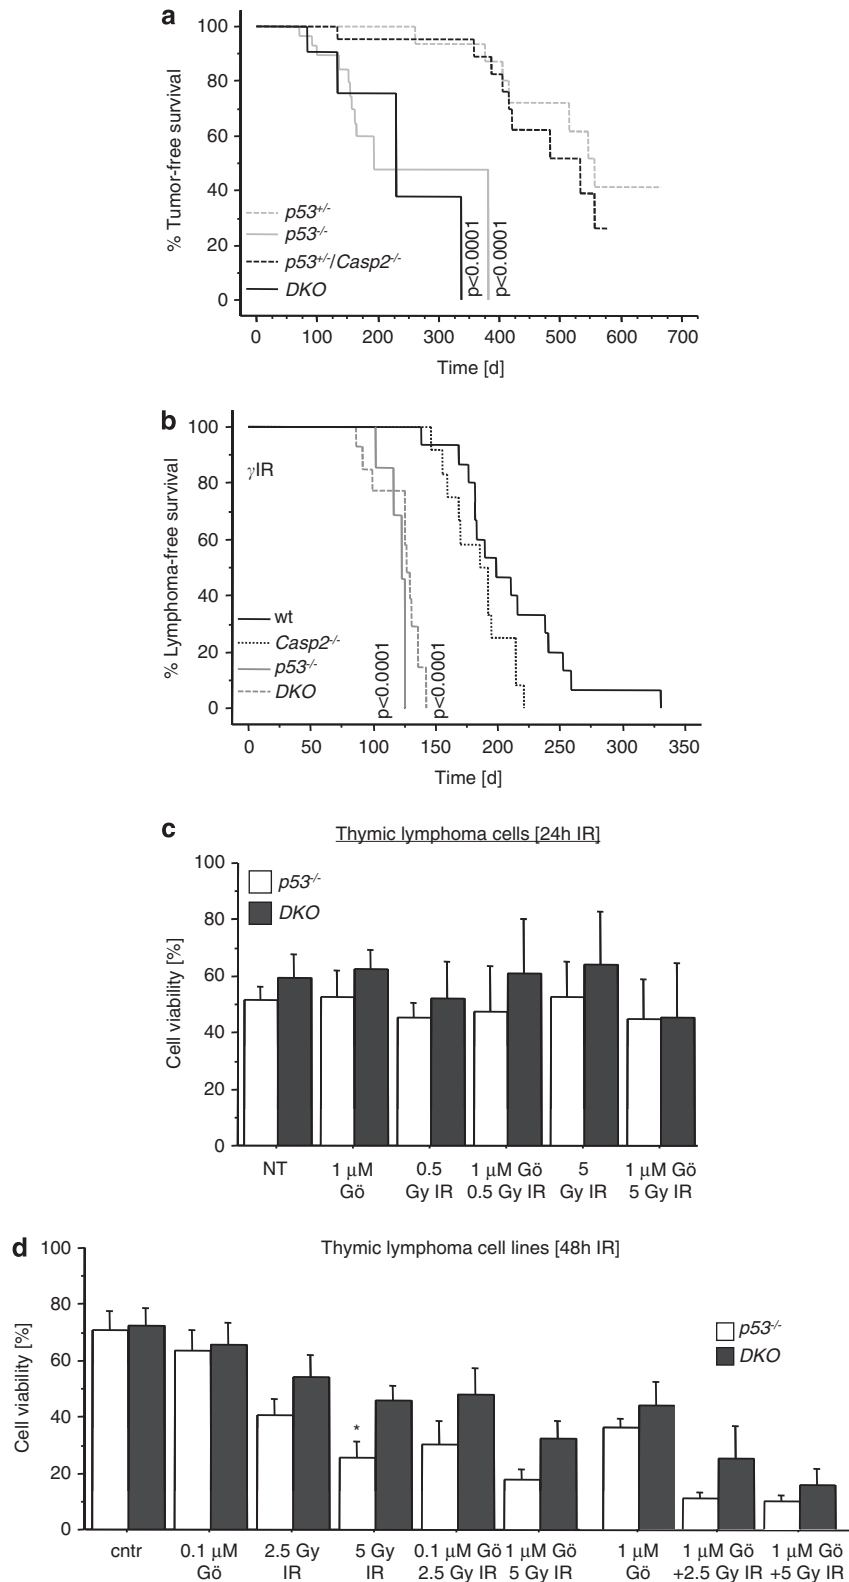 a
% Tumor-free survival
100
80
60
40
20
0
p53+/-
p53-/-
p53+/-/Casp2-/-
DKO
p<0.0001
p<0.0001
0 100 200 300 400 500 600 700
Time [d]
b
% Lymphoma-free survival
100
80
60
40
20
0
γIR
wt
Casp2-/-
p53-/-
DKO
p<0.0001
p<0.0001
0 50 100 150 200 250 300 350
Time [d]
c
Thymic lymphoma cells [24h IR]
Cell viability [%]
100
80
60
40
20
0
p53-/-
DKO
NT
1 μM
Gö
0.5
Gy IR
1 μM Gö
0.5 Gy IR
5
Gy IR
1 μM Gö
5 Gy IR
d
Thymic lymphoma cell lines [48h IR]
Cell viability [%]
100
80
60
40
20
0
p53-/-
DKO
*
cntr
0.1 μM
Gö
2.5 Gy
IR
5 Gy
IR
0.1 μM Gö
2.5 Gy IR
1 μM Gö
5 Gy IR
1 μM
Gö
1 μM Gö
+2.5 Gy IR
1 μM Gö
+5 Gy IR